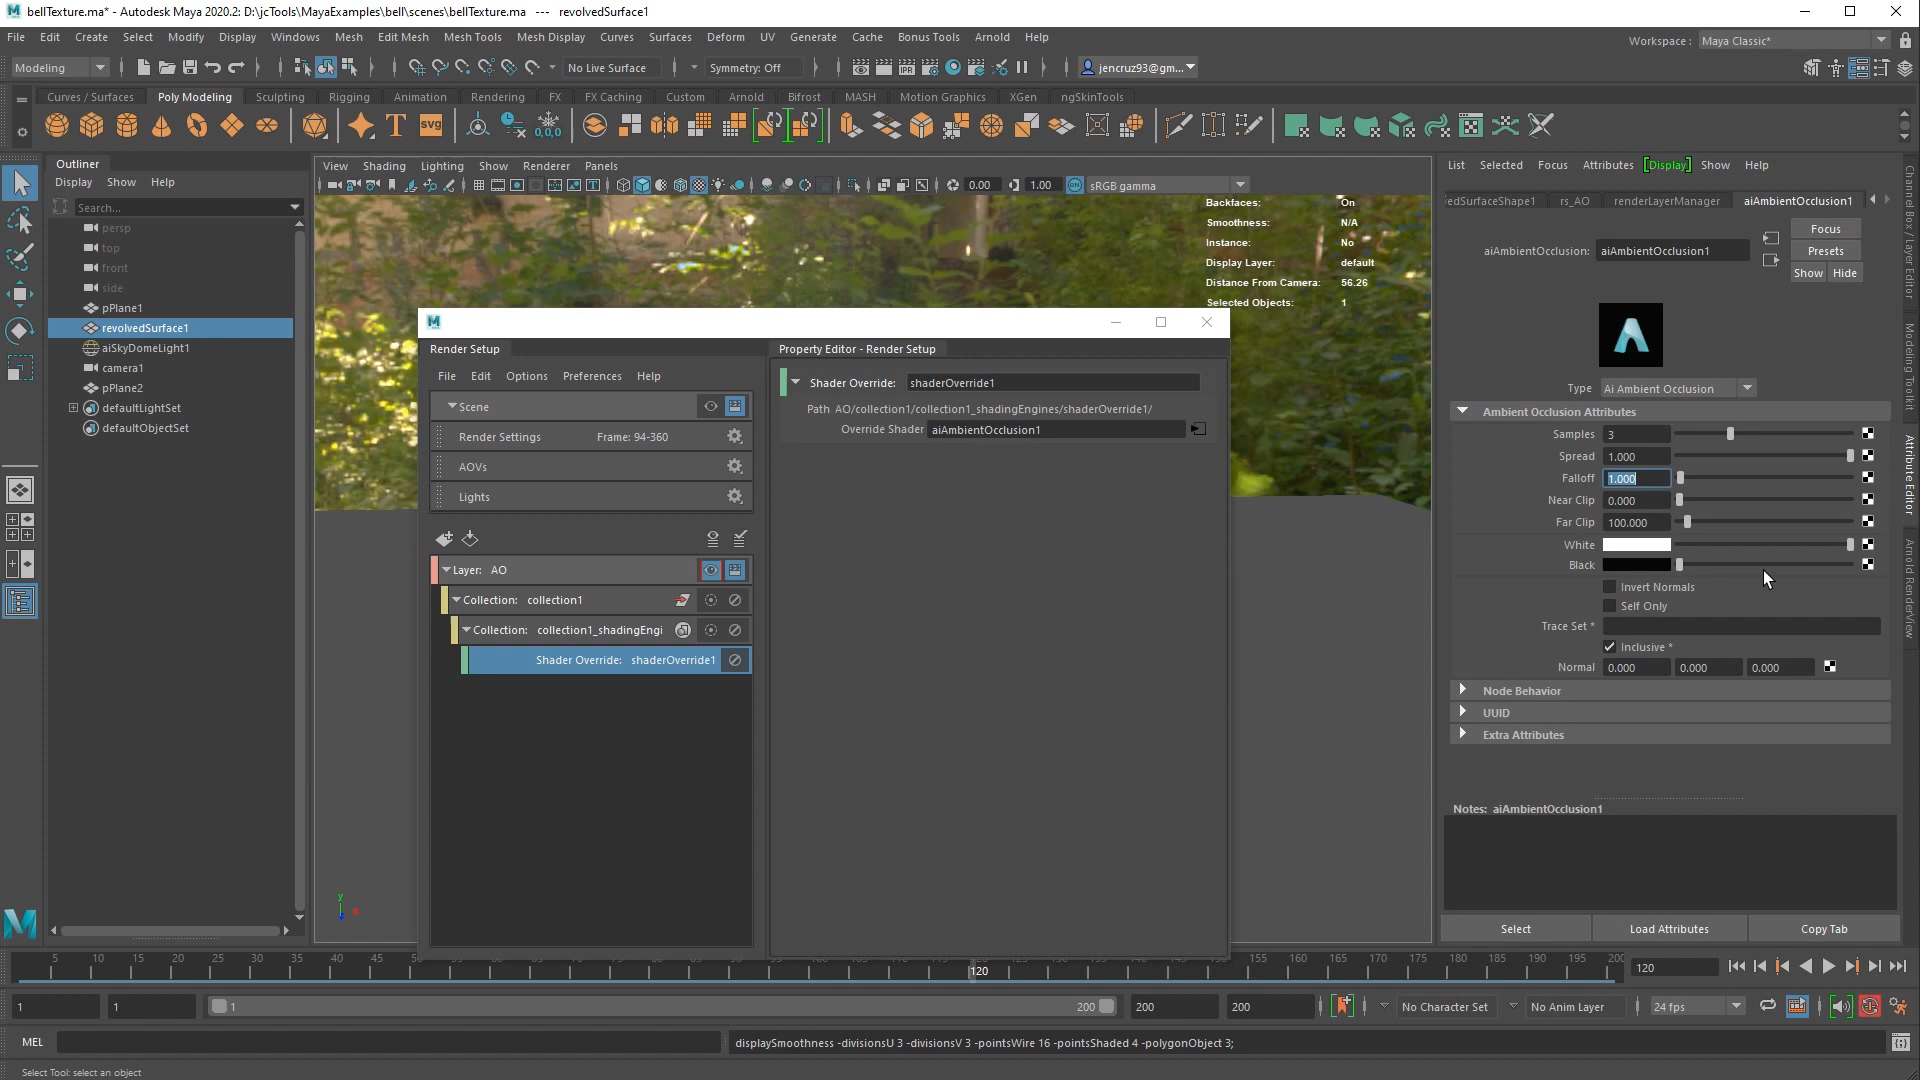 bellTexture.ma* - Autodesk Maya 2020.2: D:\jcTools\MayaExamples\bell\scenes\bellTexture.ma --- revolvedSurface1
File Edit Create Select Modify Display Windows Mesh Edit Mesh Mesh Tools Mesh Display Curves Surfaces Deform UV Generate Cache Bonus Tools Arnold Help
Workspace : Maya Classic*
Modeling No Live Surface Symmetry: Off jencruz93@gm...
Curves / Surfaces Poly Modeling Sculpting Rigging Animation Rendering FX FX Caching Custom Arnold Bifrost MASH Motion Graphics XGen ngSkinTools
T SVG 0,0,0
Outliner
Display Show Help
Search...
persp
top
front
side
pPlane1
revolvedSurface1
aiSkyDomeLight1
camera1
pPlane2
defaultLightSet
defaultObjectSet
View Shading Lighting Show Renderer Panels
0.00 1.00 sRGB gamma
Backfaces: On
Smoothness: N/A
Instance: No
Display Layer: default
Distance From Camera: 56.26
Selected Objects: 1
Render Setup
File Edit Options Preferences Help
Scene
Render Settings Frame: 94-360
AOVs
Lights
Layer: AO
Collection: collection1
Collection: collection1_shadingEngi
Shader Override: shaderOverride1
Property Editor - Render Setup
Shader Override: shaderOverride1
Path AO/collection1/collection1_shadingEngines/shaderOverride1/
Override Shader aiAmbientOcclusion1
List Selected Focus Attributes Display Show Help
edSurfaceShape1 rs_AO renderLayerManager aiAmbientOcclusion1
aiAmbientOcclusion: aiAmbientOcclusion1
Focus
Presets
Show Hide
Type Ai Ambient Occlusion
Ambient Occlusion Attributes
Samples 3
Spread 1.000
Falloff 1.000
Near Clip 0.000
Far Clip 100.000
White
Black
Invert Normals
Self Only
Trace Set *
Inclusive *
Normal 0.000 0.000 0.000
Node Behavior
UUID
Extra Attributes
Notes: aiAmbientOcclusion1
Select Load Attributes Copy Tab
Channel Box / Layer Editor
Modeling Toolkit
Attribute Editor
Arnold RenderView
y
5 10 15 20 25 30 35 40 45 120 155 160 165 170 175 180 185 190 195 200
120
1 1 1 200 200 200 No Character Set No Anim Layer 24 fps
MEL displaySmoothness -divisionsU 3 -divisionsV 3 -pointsWire 16 -pointsShaded 4 -polygonObject 3;
Select Tool: select an object